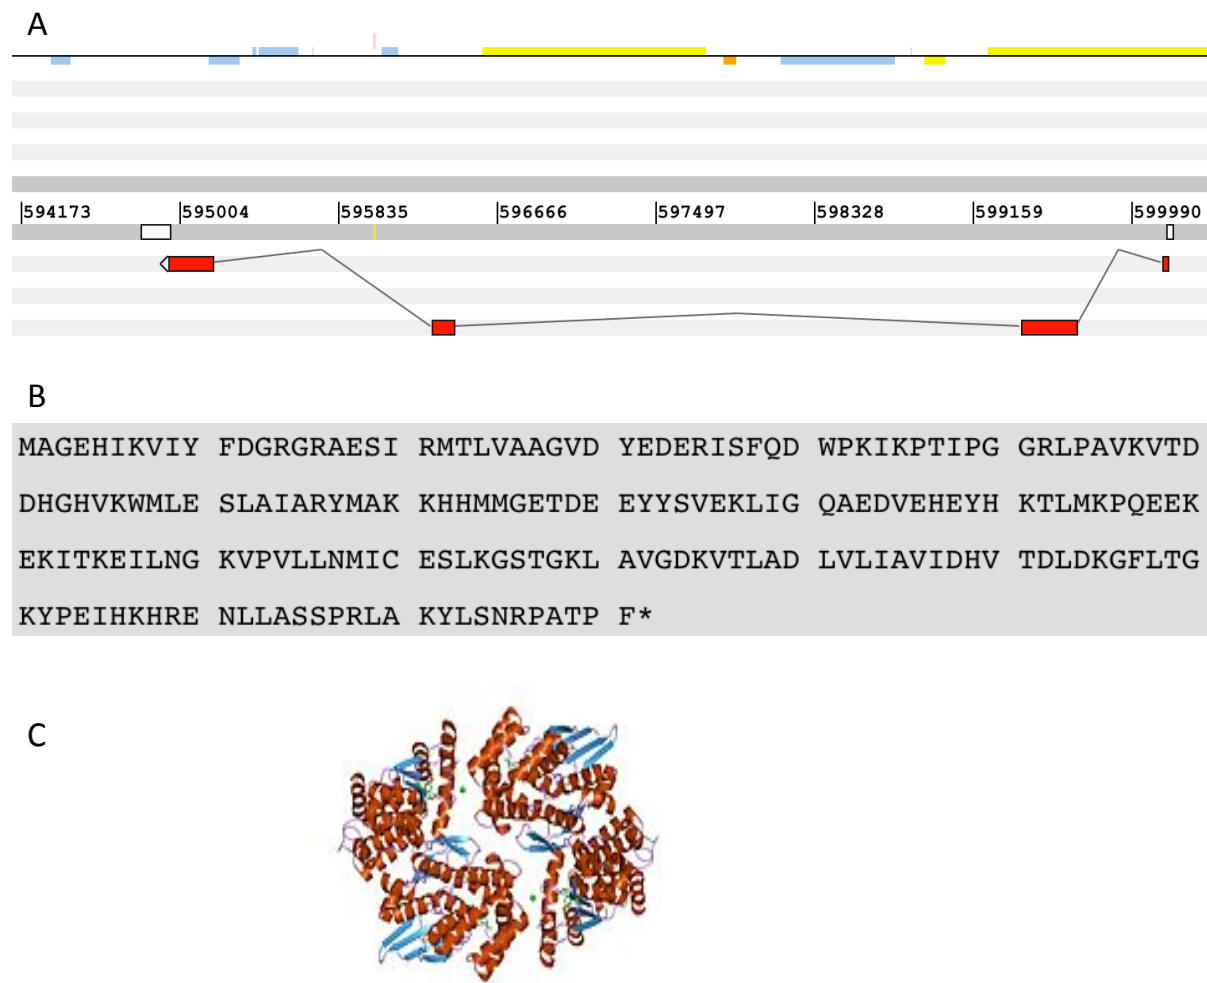 A
594173 595004 595835 596666 597497 598328 599159 599990
B
MAGEHIKVIY FDGRGRAESI RMTLVAAGVD YEDERISFQD WPKIKPTIPG GRLPAVKVTD
DHGHVKWMLE SLAIARYMAK KHHMMGETDE EYYSVEKLIG QAEDVEHEYH KTLMKPQEEK
EKITKEILNG KVPVLLNMIC ESLKGSTGKL AVGDKVTLAD LVLIAVIDHV TDLDKGFLTG
KYPEIHKHRE NLLASSPRLA KYLSNRPATP F*
C